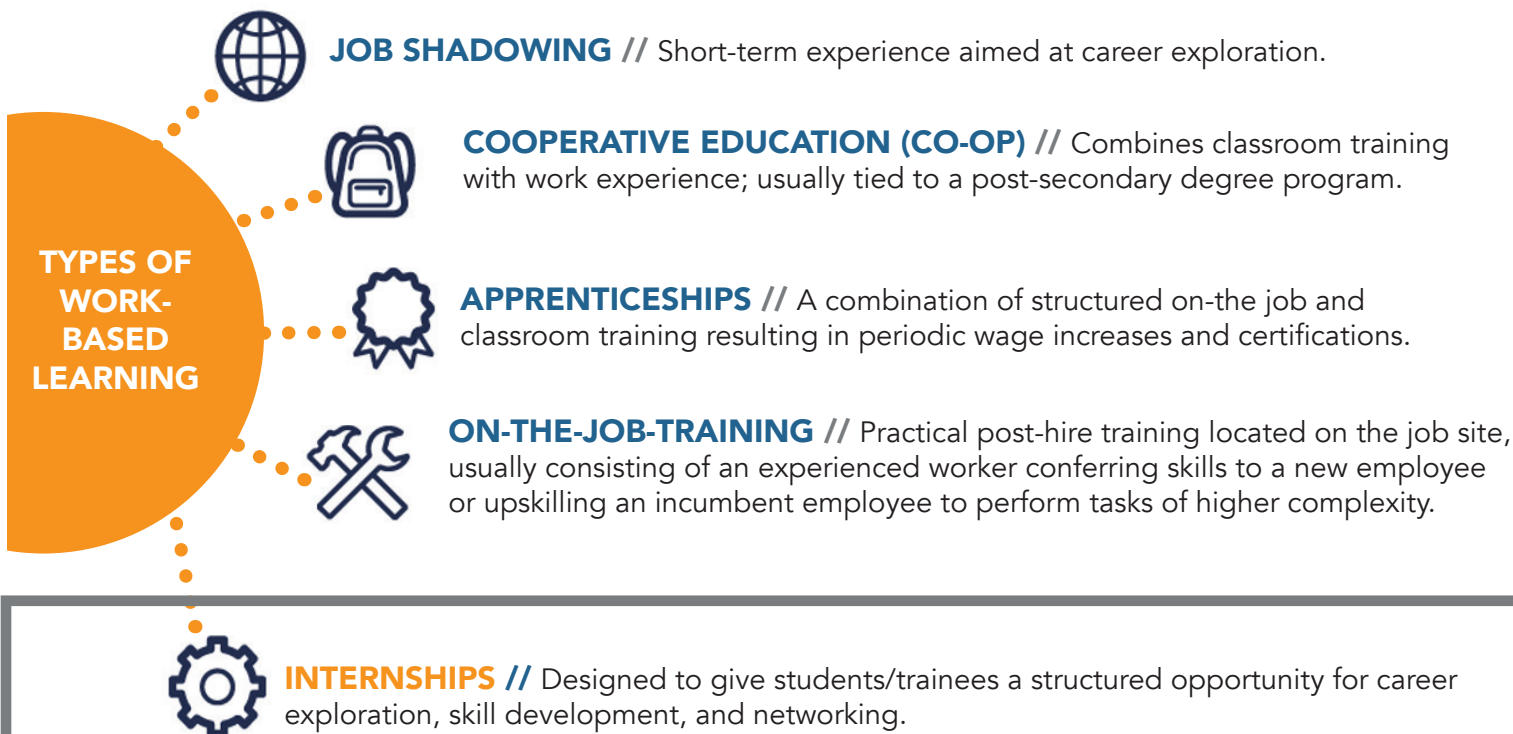 JOB SHADOWING // Short-term experience aimed at career exploration.
COOPERATIVE EDUCATION (CO-OP) // Combines classroom training
with work experience; usually tied to a post-secondary degree program.
TYPES OF
WORK-
BASED
LEARNING
APPRENTICESHIPS // A combination of structured on-the job and
classroom training resulting in periodic wage increases and certifications.
ON-THE-JOB-TRAINING // Practical post-hire training located on the job site,
usually consisting of an experienced worker conferring skills to a new employee
or upskilling an incumbent employee to perform tasks of higher complexity.
INTERNSHIPS // Designed to give students/trainees a structured opportunity for career
exploration, skill development, and networking.